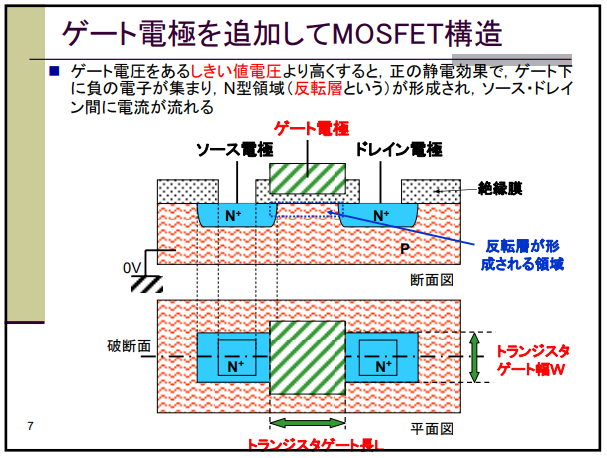 ゲート電極を追加してMOSFET構造
ゲート電圧をあるしきい値電圧より高くすると，正の静電効果で，ゲート下
に負の電子が集まり，N型領域（反転層という）が形成され，ソース・ドレイ
ン間に電流が流れる
ゲート電極
ソース電極
ドレイン電極
絶縁膜
N+
N+
P
反転層が形
成される領域
0V
断面図
破断面
N+
N+
トランジスタ
ゲート幅W
7
平面図
トランジスタゲート長L